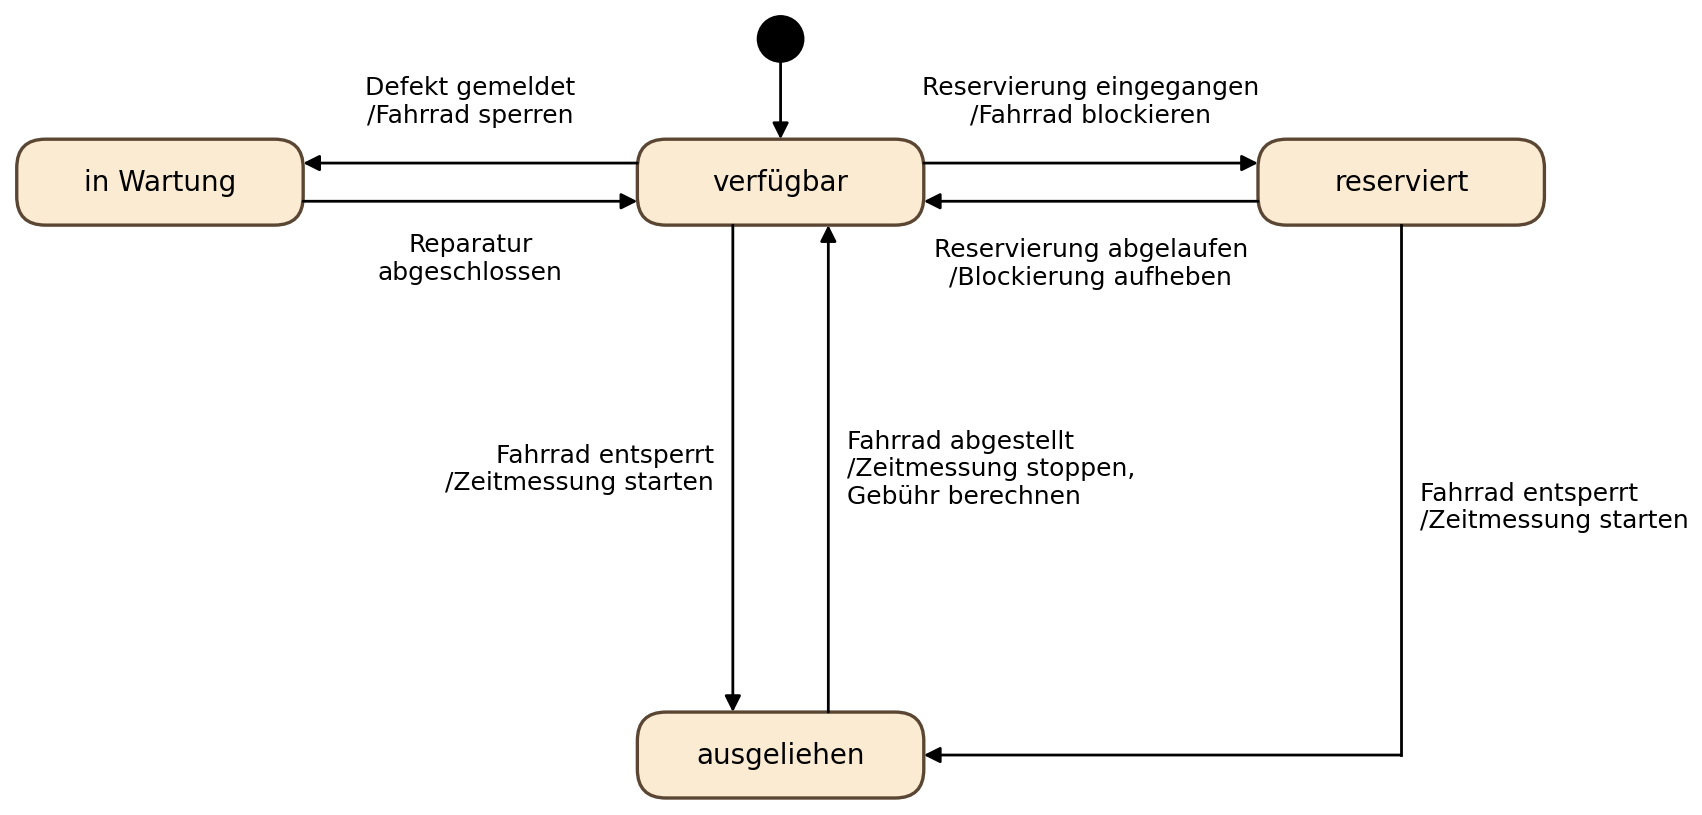 Defekt gemeldet
/Fahrrad sperren
Reservierung eingegangen
/Fahrrad blockieren
in Wartung
verfügbar
reserviert
Reparatur
abgeschlossen
Reservierung abgelaufen
/Blockierung aufheben
Fahrrad entsperrt
/Zeitmessung starten
Fahrrad abgestellt
/Zeitmessung stoppen,
Gebühr berechnen
Fahrrad entsperrt
/Zeitmessung starten
ausgeliehen